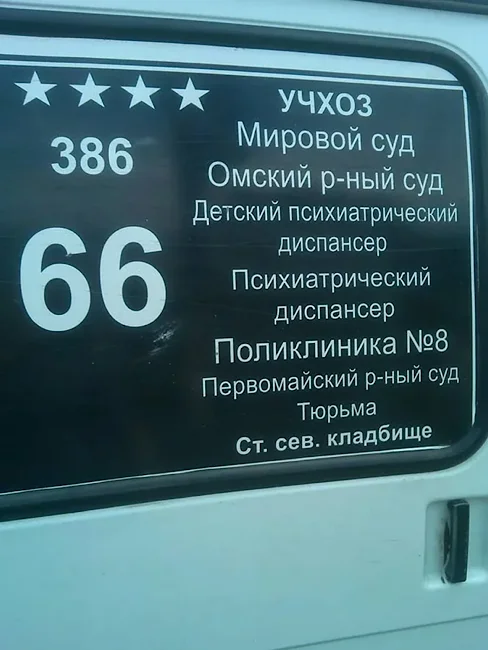 386
66
УЧХОЗ
Мировой суд
Омский р-ный суд
Детский психиатрический
диспансер
Психиатрический
диспансер
Поликлиника №8
Первомайский р-ный суд
Тюрьма
Ст. сев. кладбище